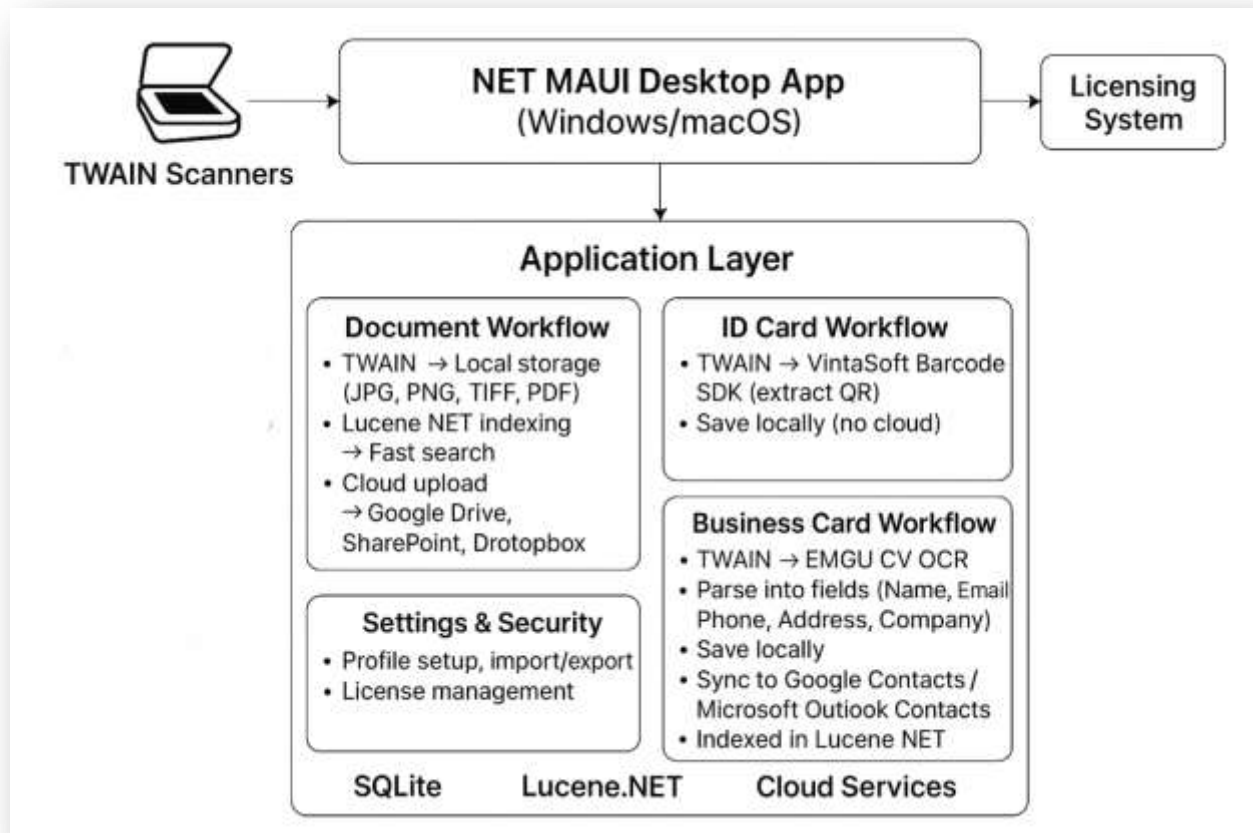 NET MAUI Desktop App
(Windows/macOS)
Licensing
System
TWAIN Scanners
Application Layer
Document Workflow
• TWAIN → Local storage
(JPG, PNG, TIFF, PDF)
• Lucene NET indexing
→ Fast search
• Cloud upload
→ Google Drive,
SharePoint, Drotopbox
ID Card Workflow
• TWAIN → VintaSoft Barcode
SDK (extract QR)
• Save locally (no cloud)
Settings & Security
• Profile setup, import/export
• License management
Business Card Workflow
• TWAIN → EMGU CV OCR
• Parse into fields (Name, Email
Phone, Address, Company)
• Save locally
• Sync to Google Contacts /
Microsoft Outiook Contacts
• Indexed in Lucene NET
SQLite Lucene.NET Cloud Services